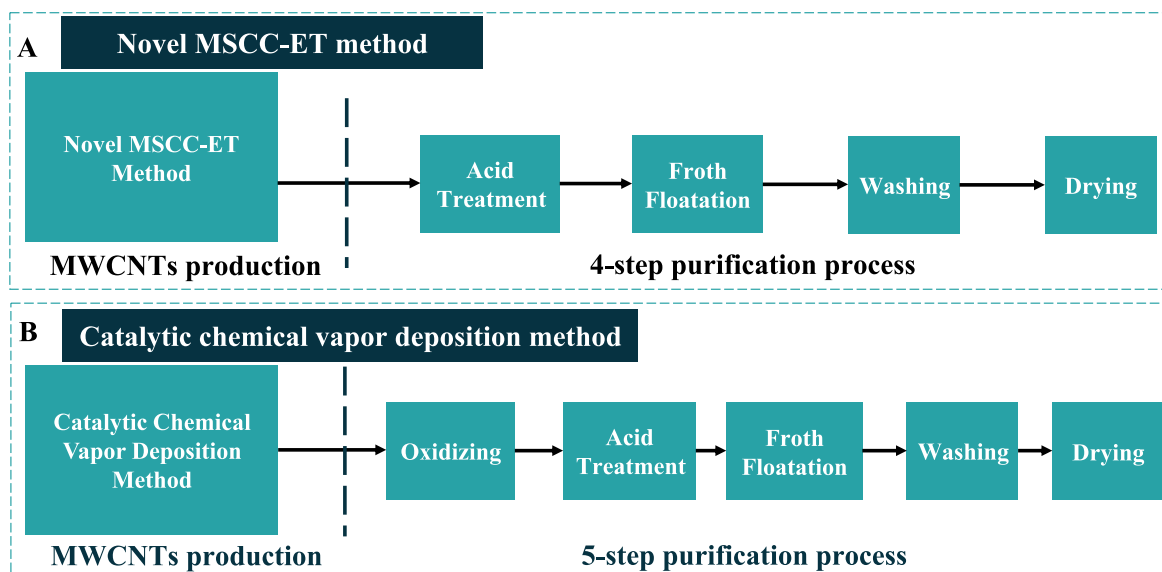 A
Novel MSCC-ET method
Novel MSCC-ET
Method
Acid
Treatment
Froth
Floatation
Washing
Drying
MWCNTs production
4-step purification process
B
Catalytic chemical vapor deposition method
Catalytic Chemical
Vapor Deposition
Method
Oxidizing
Acid
Treatment
Froth
Floatation
Washing
Drying
MWCNTs production
5-step purification process